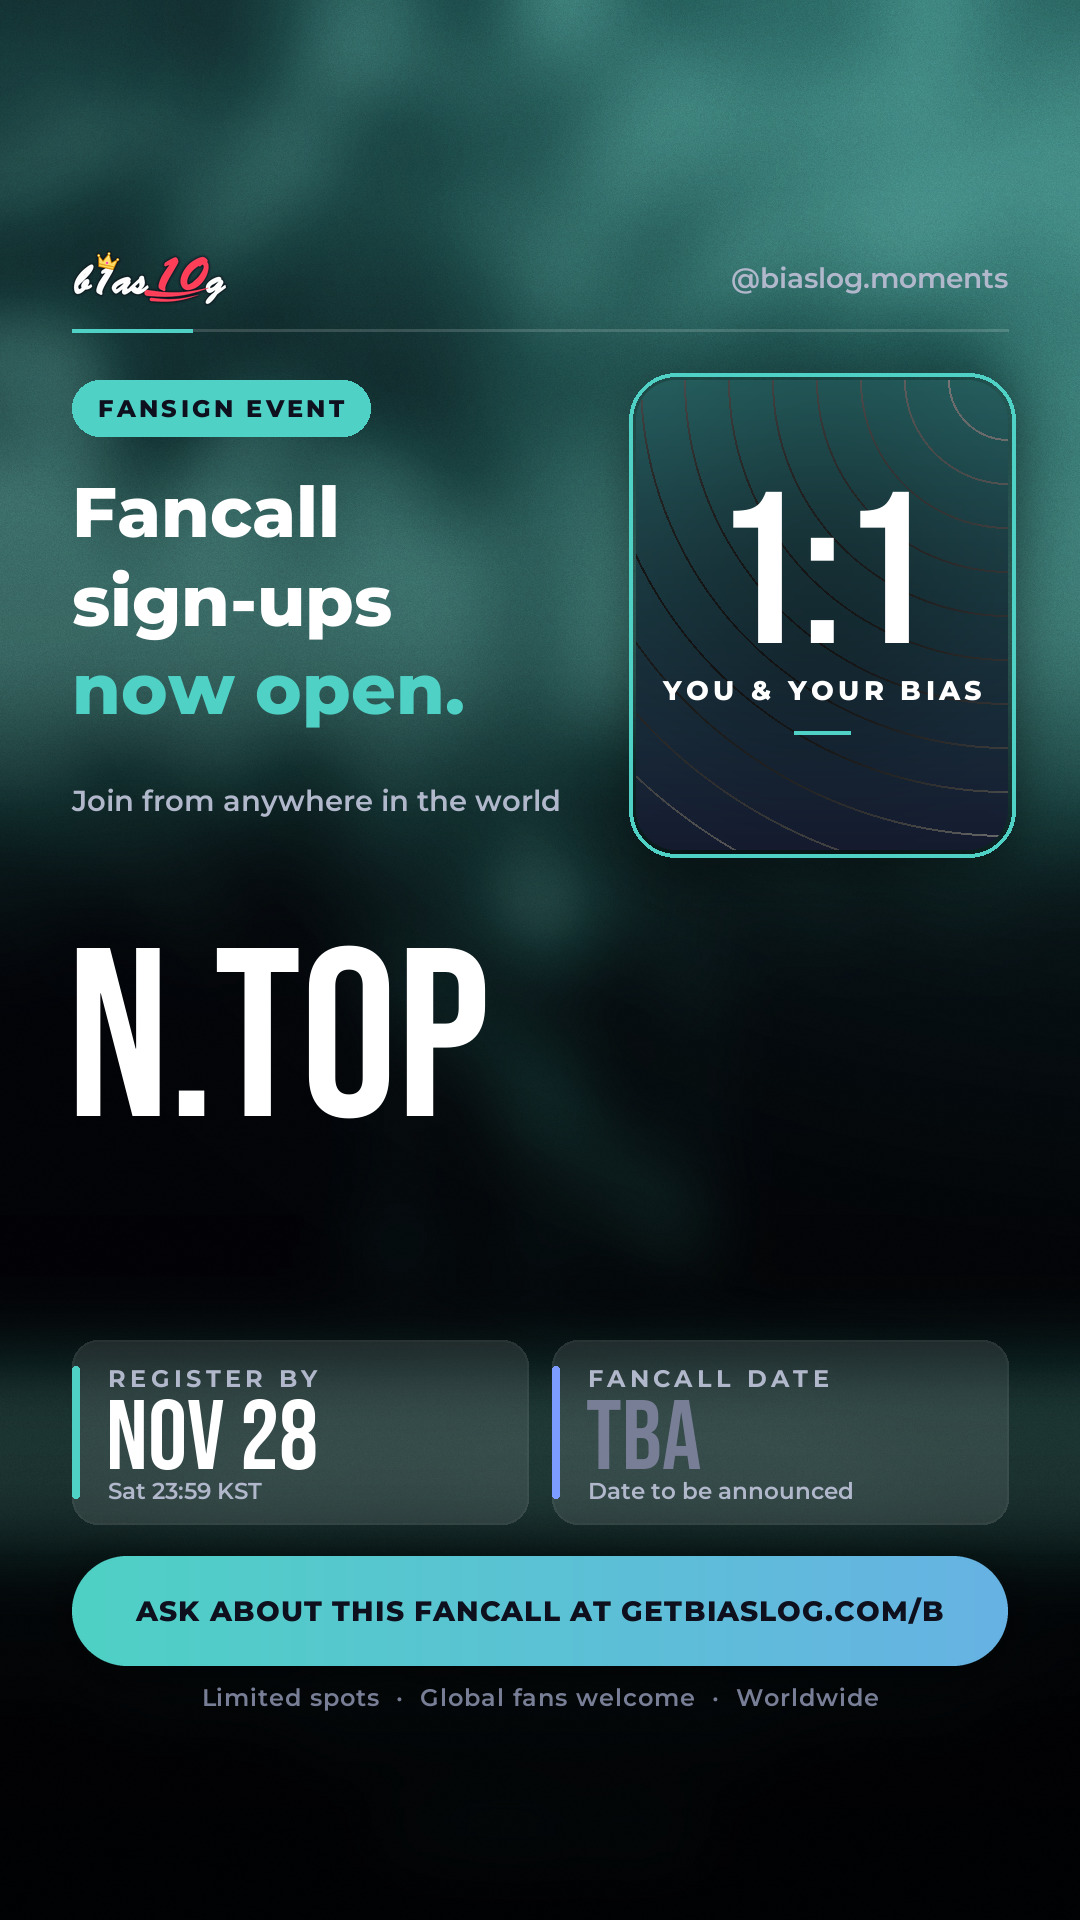 b1as10g
@biaslog.moments
FANSIGN EVENT
Fancall
sign-ups
now open.
Join from anywhere in the world
1:1
YOU & YOUR BIAS
N.TOP
REGISTER BY
NOV 28
Sat 23:59 KST
FANCALL DATE
TBA
Date to be announced
ASK ABOUT THIS FANCALL AT GETBIASLOG.COM/B
Limited spots · Global fans welcome · Worldwide